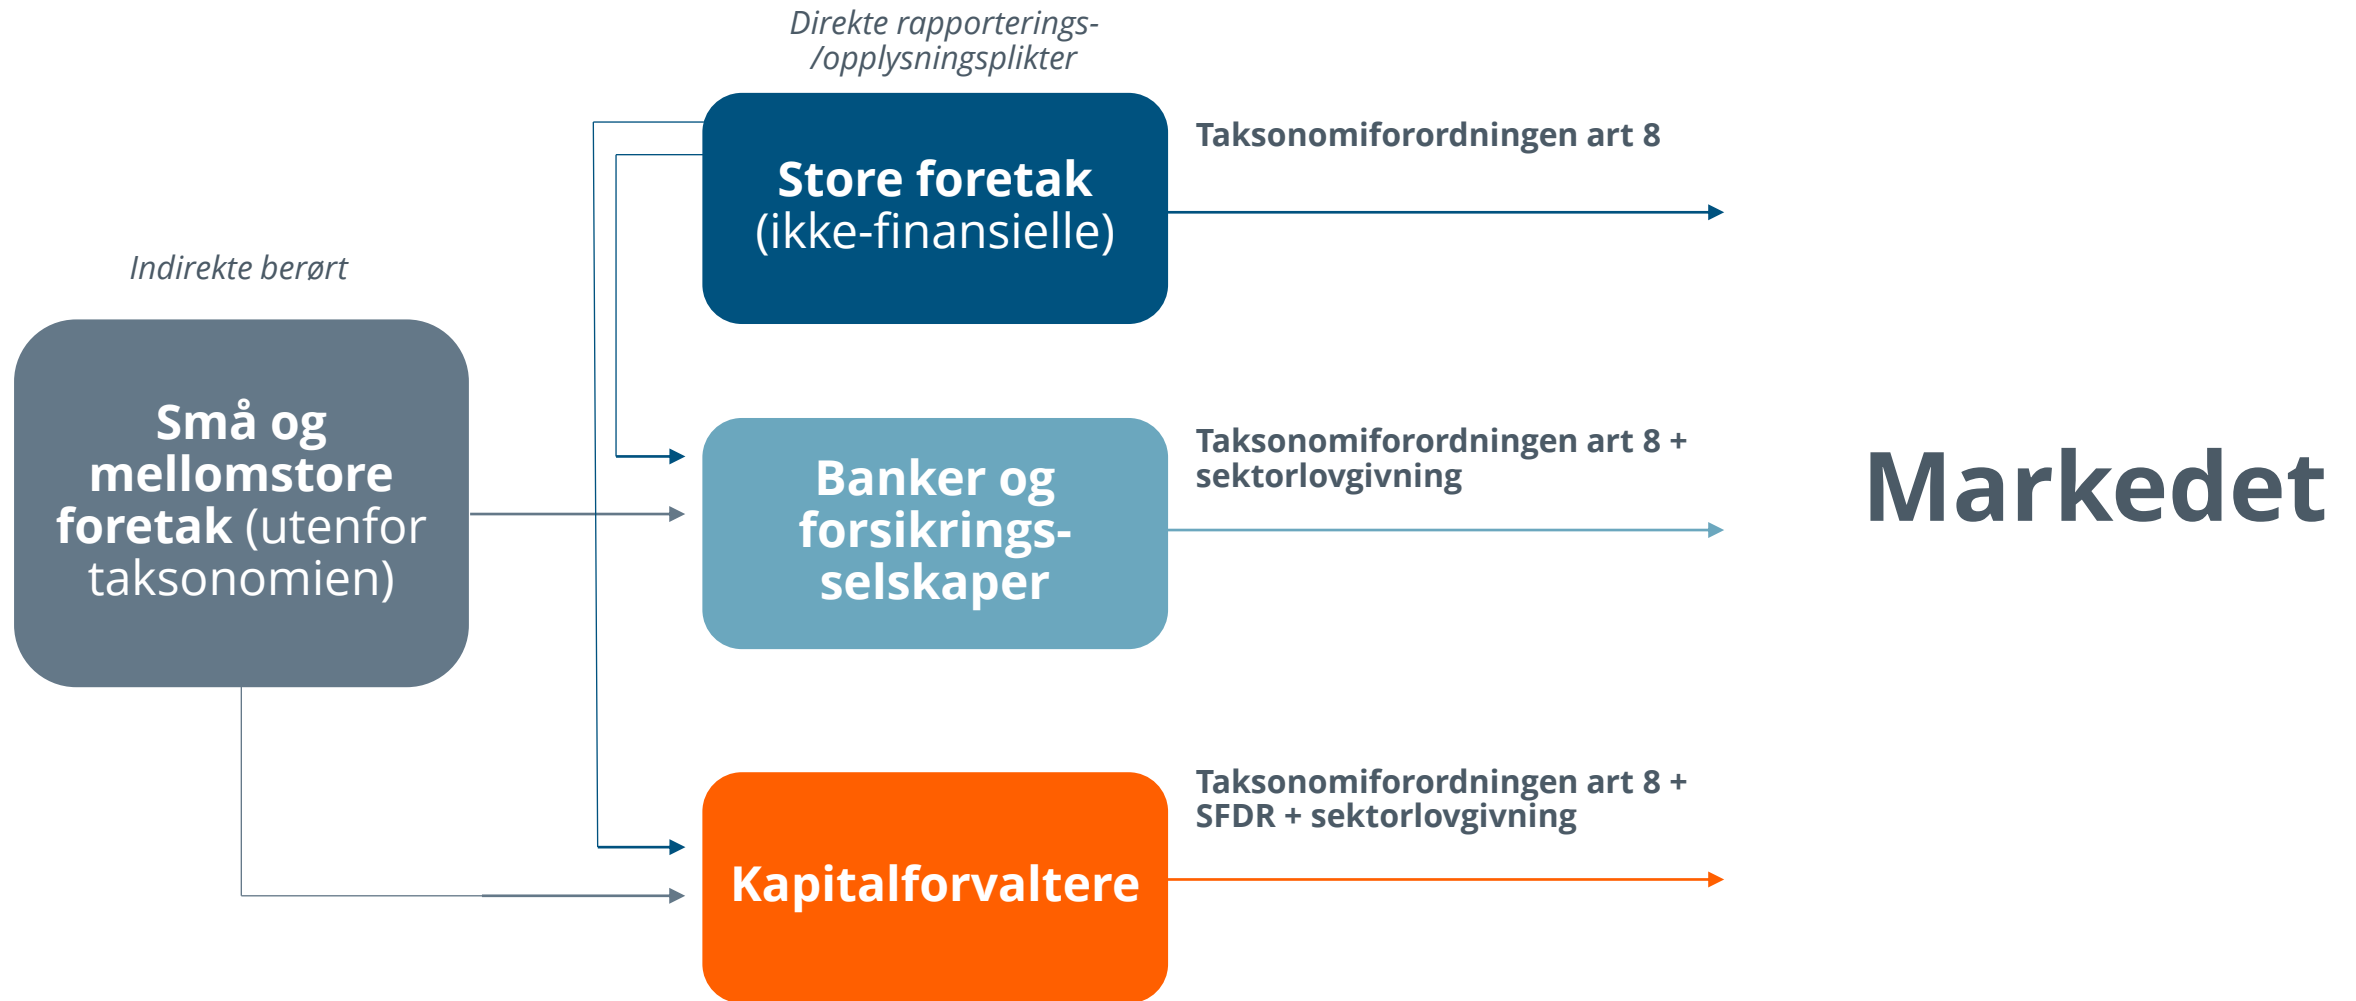 Direkte rapporterings-
/opplysningsplikter
Store foretak
(ikke-finansielle)
Taksonomiforordningen art 8
Indirekte berørt
Små og
mellomstore
foretak (utenfor
taksonomien)
Banker og
forsikrings-
selskaper
Taksonomiforordningen art 8 +
sektorlovgivning
Markedet
Kapitalforvaltere
Taksonomiforordningen art 8 +
SFDR + sektorlovgivning